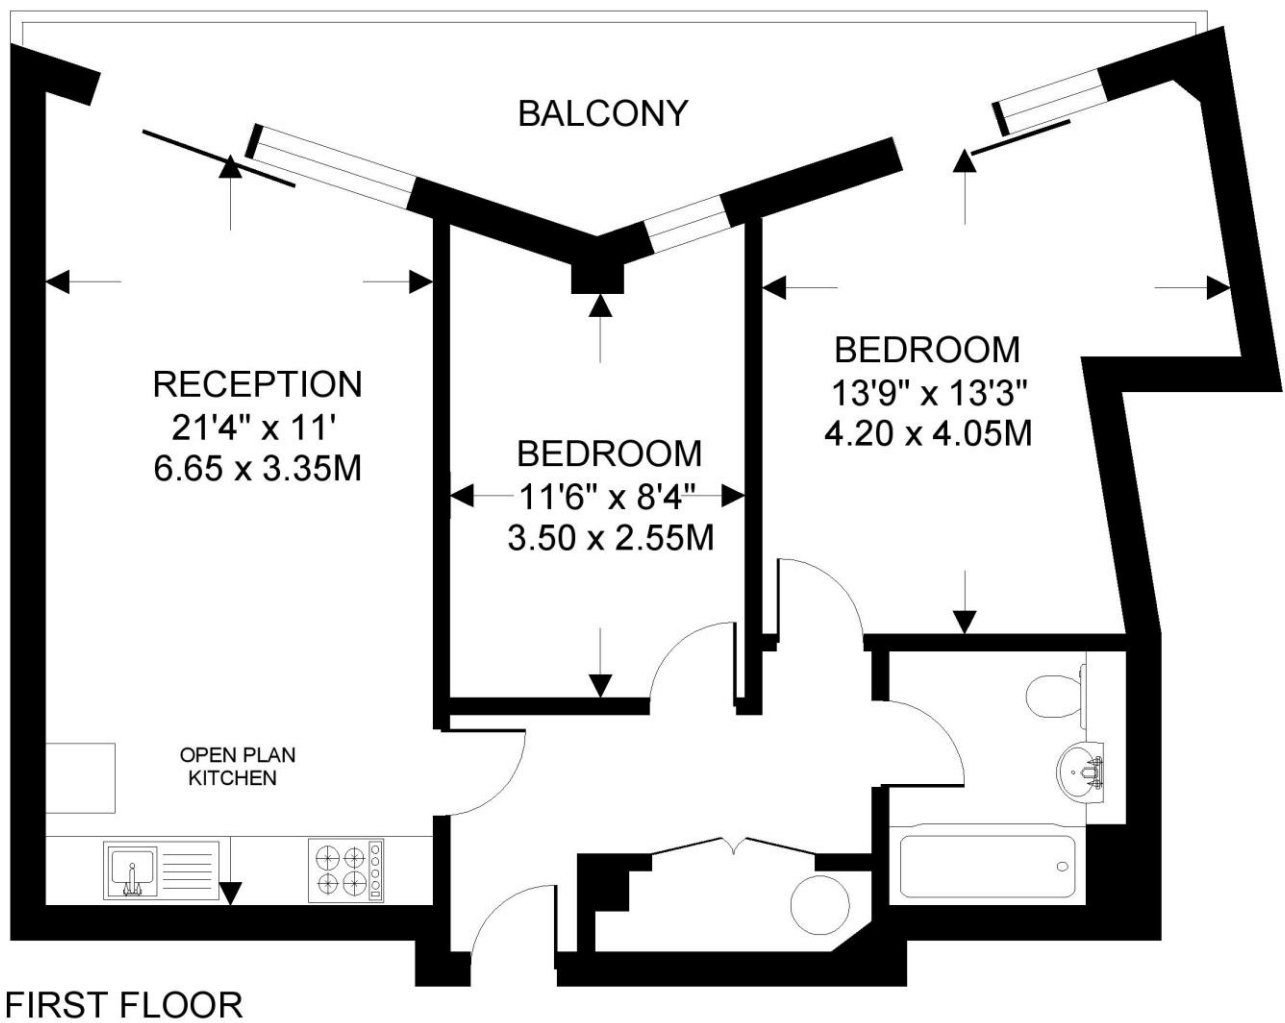 BALCONY
RECEPTION
21'4" x 11'
6.65 x 3.35M
BEDROOM
11'6" x 8'4"
3.50 x 2.55M
BEDROOM
13'9" x 13'3"
4.20 x 4.05M
OPEN PLAN
KITCHEN
FIRST FLOOR